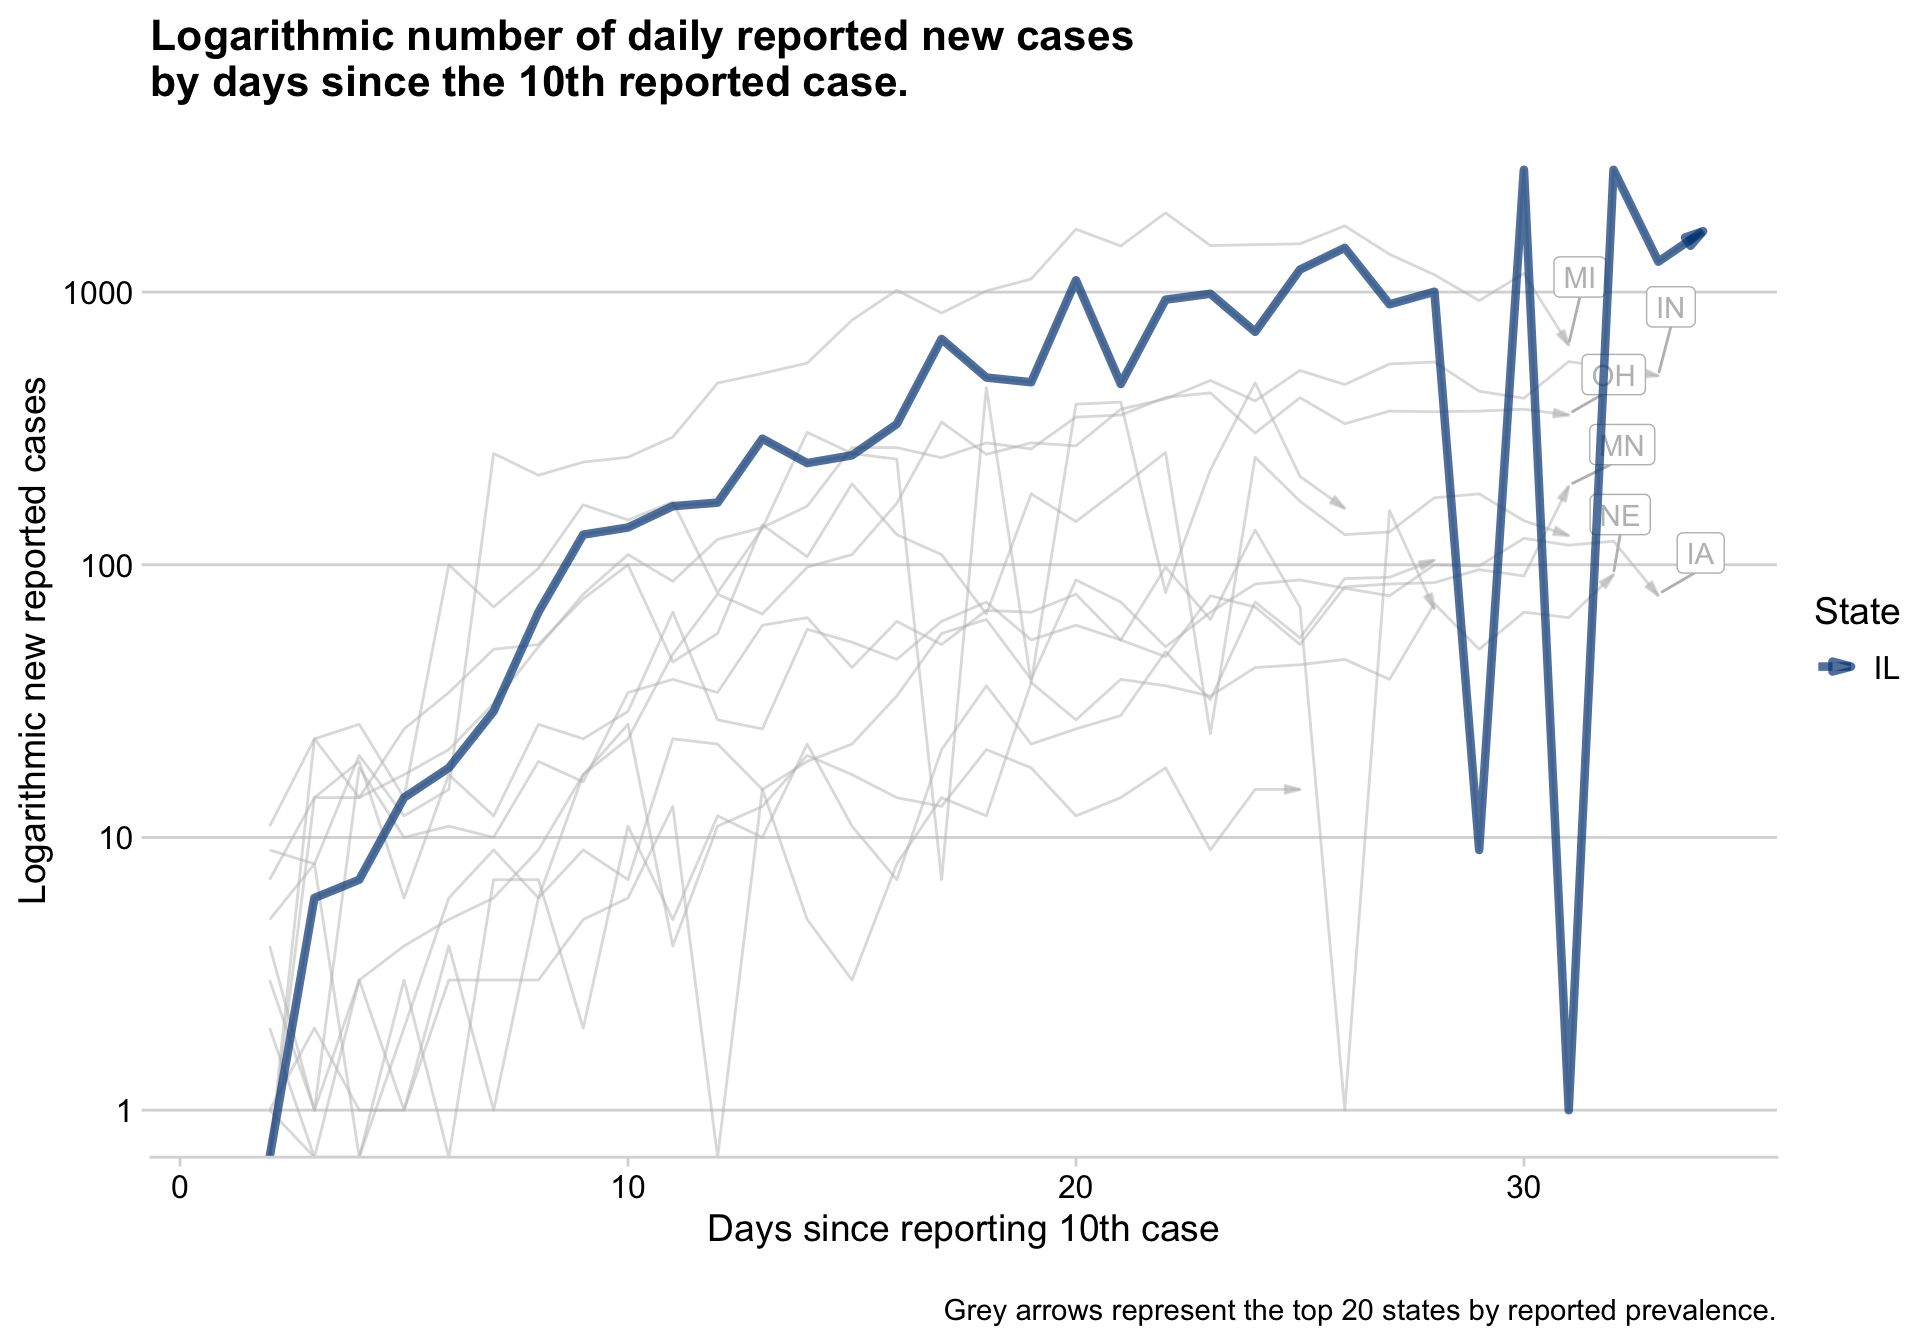 Logarithmic number of daily reported new cases
by days since the 10th reported case.
Logarithmic new reported cases
1000
100
10
1
MI
IN
OH
MN
NE
IA
State
IL
0
10
20
30
Days since reporting 10th case
Grey arrows represent the top 20 states by reported prevalence.